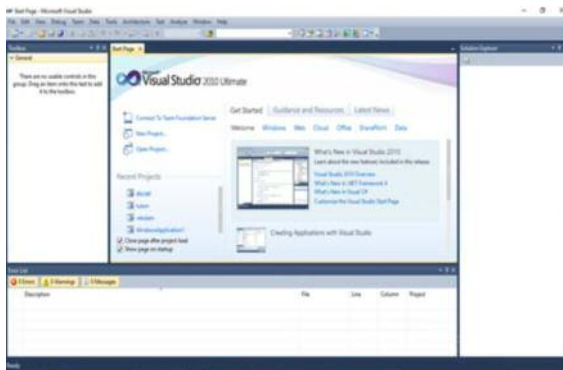 Start Page - Microsoft Visual Studio
File Edit View Debug Team Data Tools Architecture Test Analyze Window Help
Toolbox
General
There are no usable controls in this
group. Drag an item onto this text to add
it to the toolbox.
Start Page
Microsoft
Visual Studio 2010 Ultimate
Connect To Team Foundation Server
New Project...
Open Project...
Recent Projects
WindowsApplication1
Close page after project load
Show page on startup
Get Started Guidance and Resources Latest News
Welcome Windows Web Cloud Office SharePoint Data
What's New in Visual Studio 2010
Learn about the new features included in this release.
Visual Studio 2010 Overview
What's New in .NET Framework 4
What's New in Visual C#
Customize the Visual Studio Start Page
Creating Applications with Visual Studio
Solution Explorer
Error List
0 Errors 0 Warnings 0 Messages
Description File Line Column Project
Ready